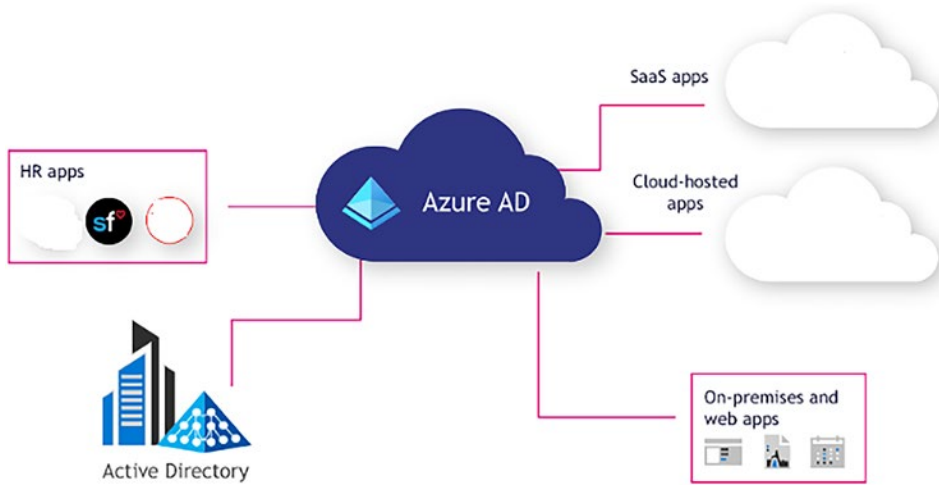 SaaS apps
HR apps
sf
Azure AD
Cloud-hosted
apps
On-premises and
web apps
Active Directory